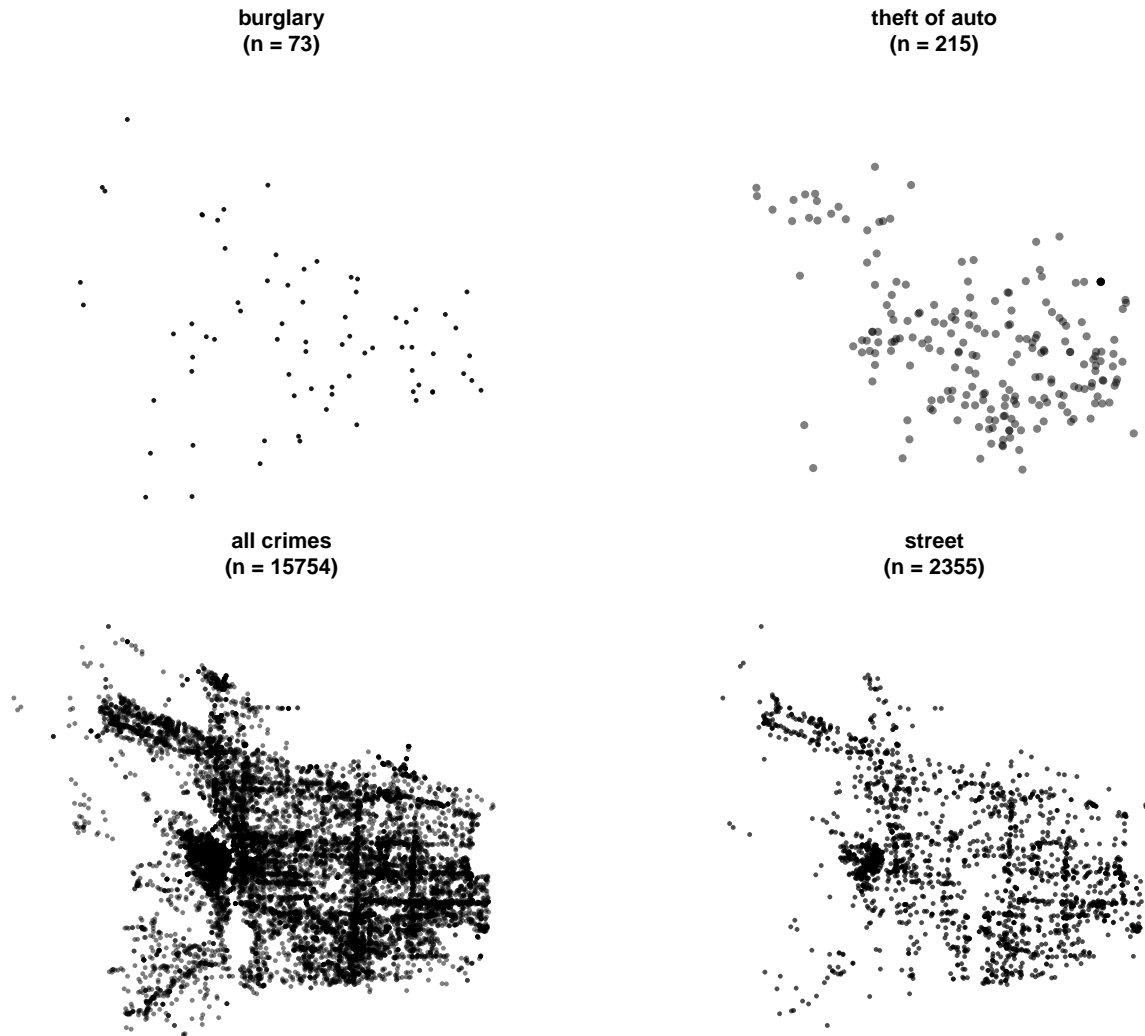 burglary
(n = 73)
theft of auto
(n = 215)
all crimes
(n = 15754)
street
(n = 2355)